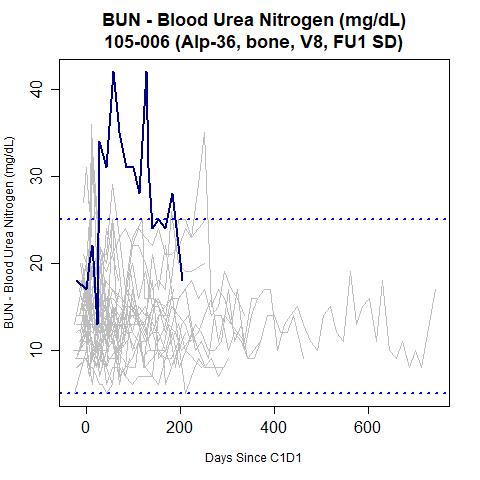 BUN - Blood Urea Nitrogen (mg/dL)
105-006 (Alp-36, bone, V8, FU1 SD)
BUN - Blood Urea Nitrogen (mg/dL)
40
30
20
10
0
200
400
600
Days Since C1D1